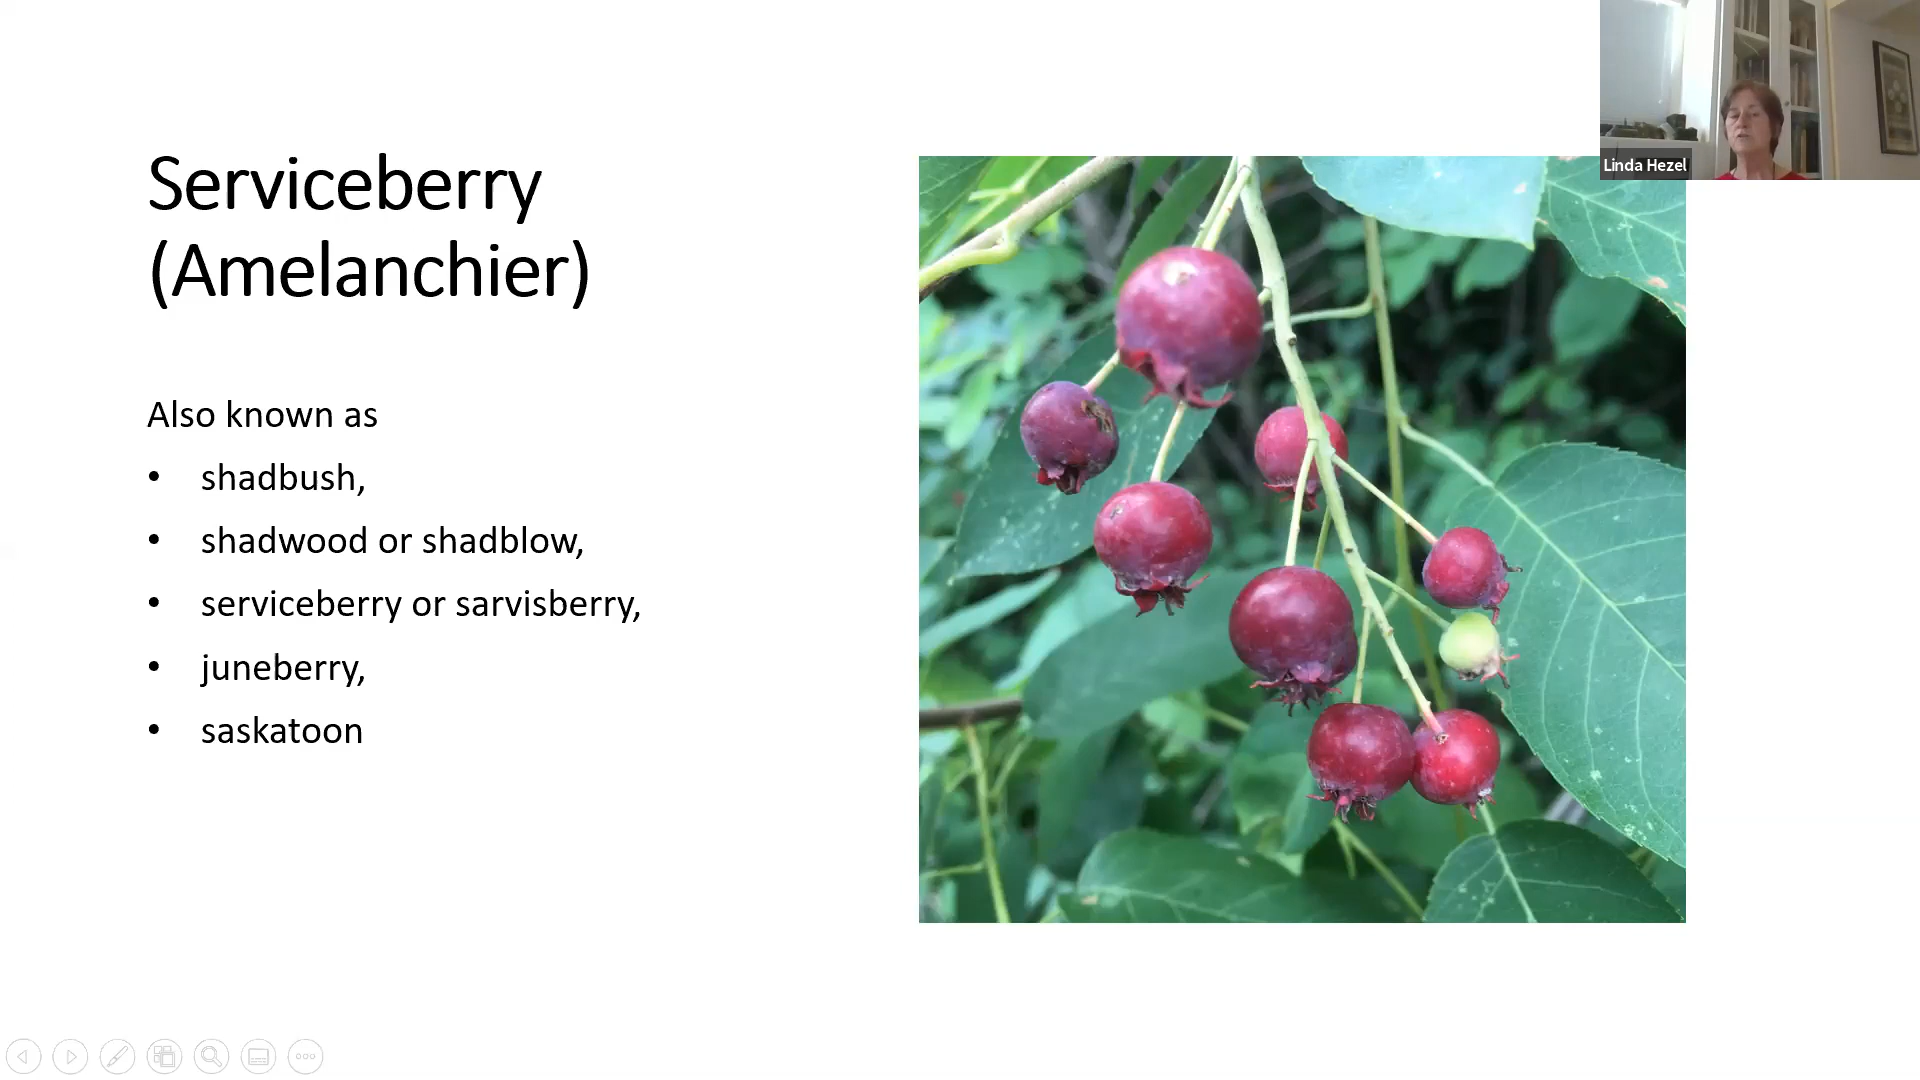 Serviceberry
(Amelanchier)
Also known as
• shadbush,
• shadwood or shadblow,
• serviceberry or sarvisberry,
• juneberry,
• saskatoon
Linda Hezel